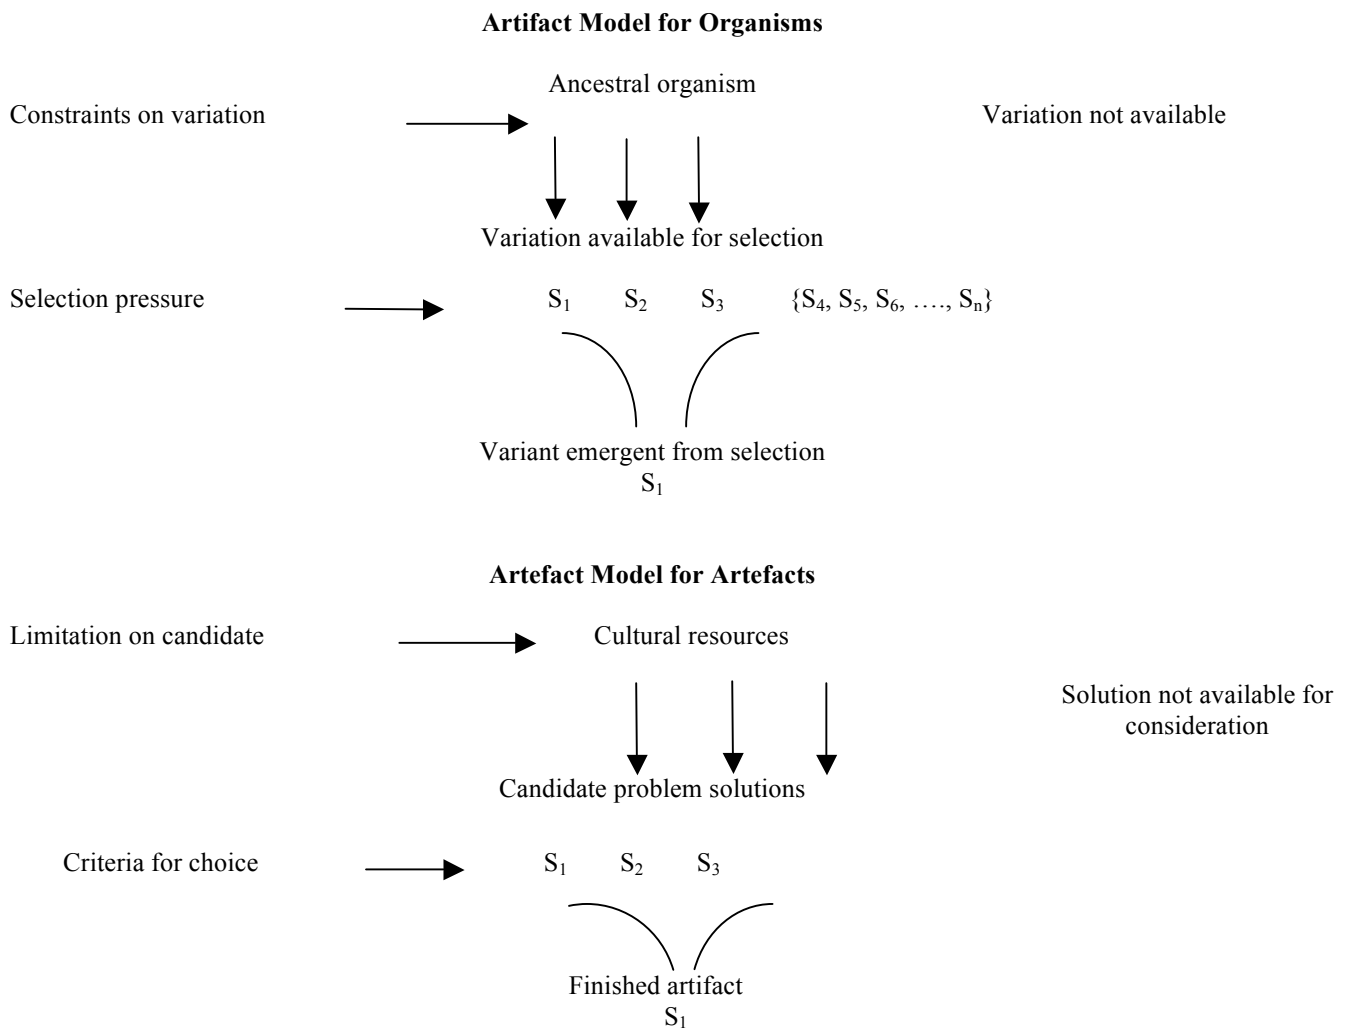 Artifact Model for Organisms
Ancestral organism
Constraints on variation
Variation not available
Variation available for selection
Selection pressure
S₁ S₂ S₃ {S₄, S₅, S₆, …., Sₙ}
Variant emergent from selection
S₁
Artefact Model for Artefacts
Limitation on candidate
Cultural resources
Solution not available for
consideration
Candidate problem solutions
Criteria for choice
S₁ S₂ S₃
Finished artifact
S₁